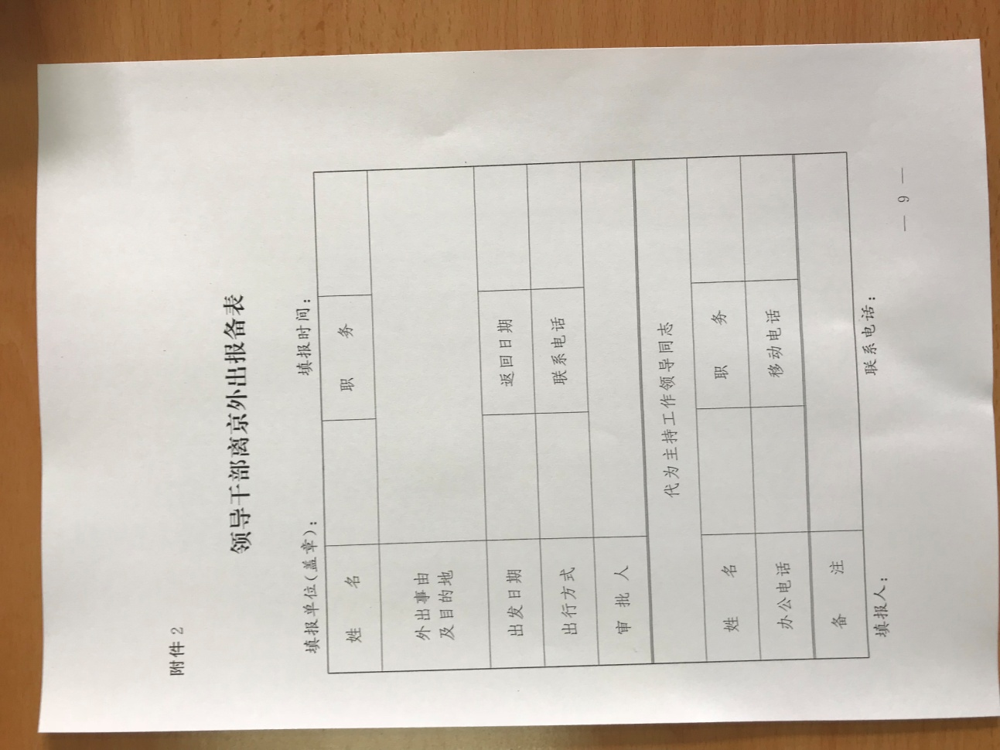 附件2
领导干部离京外出报备表
填报单位(盖章): 填报时间:
姓 名 职 务
外出事由
及目的地
出发日期 返回日期
出行方式 联系电话
审 批 人
代为主持工作领导同志
姓 名 职 务
办公电话 移动电话
备 注
填报人: 联系电话:
— 9 —